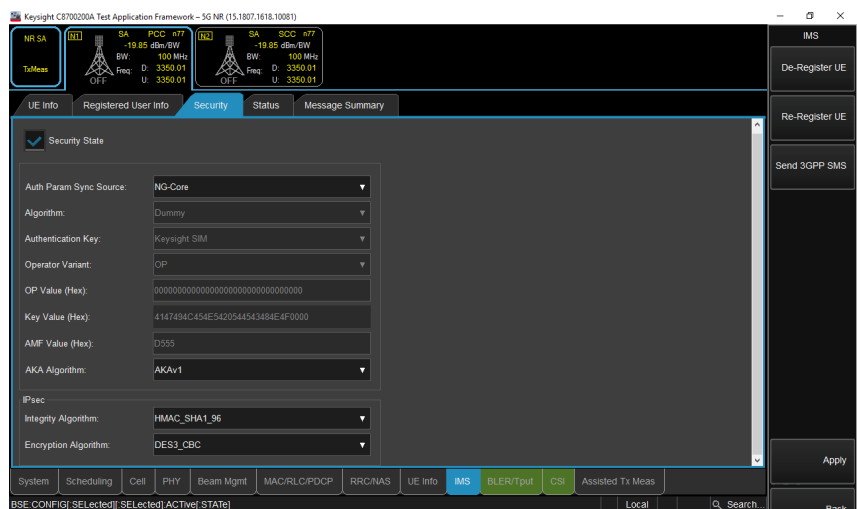 Keysight C8700200A Test Application Framework – 5G NR (15.1807.1618.10081)
NR SA
TxMeas
N1 SA PCC n77
-19.85 dBm/BW
BW: 100 MHz
Freq: D: 3350.01
OFF U: 3350.01
N2 SA SCC n77
-19.85 dBm/BW
BW: 100 MHz
Freq: D: 3350.01
OFF U: 3350.01
UE Info Registered User Info Security Status Message Summary
Security State
Auth Param Sync Source: NG-Core
Algorithm: Dummy
Authentication Key: Keysight SIM
Operator Variant: OP
OP Value (Hex): 00000000000000000000000000000000
Key Value (Hex): 4147494C454E5420544543484E4F0000
AMF Value (Hex): D555
AKA Algorithm: AKAv1
IPsec
Integrity Algorithm: HMAC_SHA1_96
Encryption Algorithm: DES3_CBC
System Scheduling Cell PHY Beam Mgmt MAC/RLC/PDCP RRC/NAS UE Info IMS BLER/Tput CSI Assisted Tx Meas
BSE:CONFIG[:SELected][:SELected]:ACTive[:STATe] Local Search...
IMS
De-Register UE
Re-Register UE
Send 3GPP SMS
Apply
Back